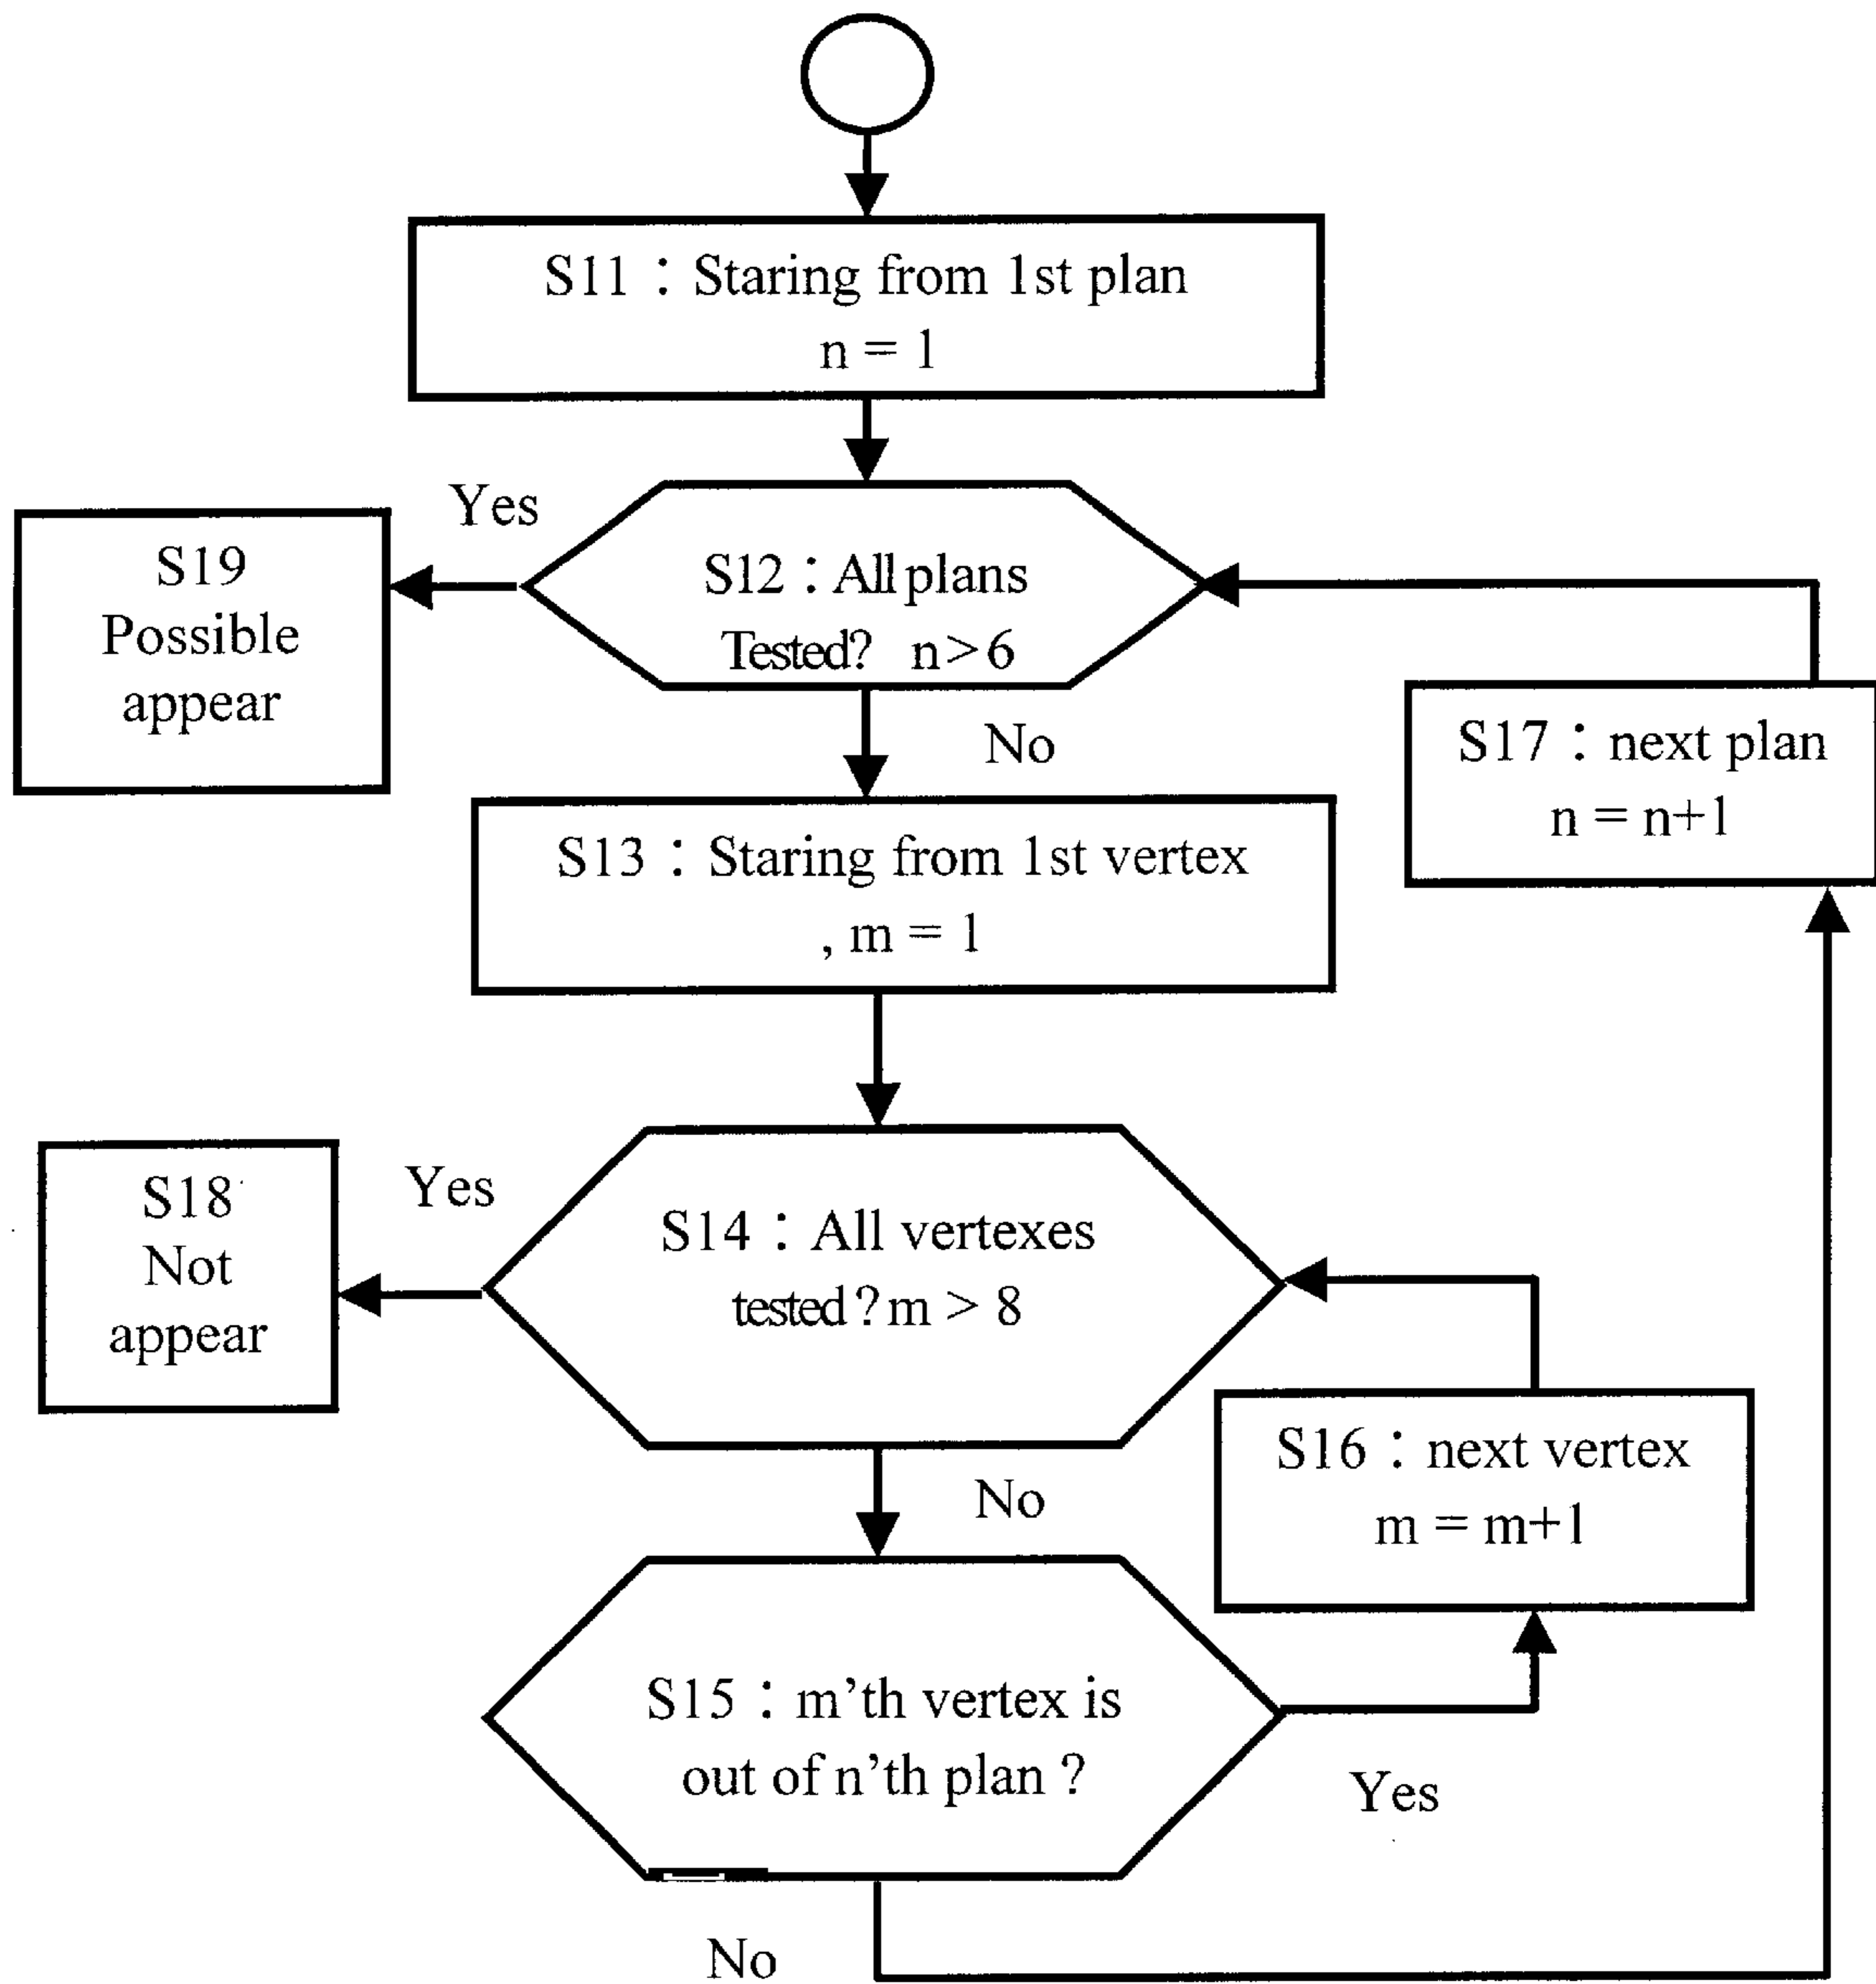 S11 : Staring from 1st plan
n = 1
Yes
S19
Possible
appear
S12 : All plans
Tested? n>6
No
S17 : next plan
n = n+1
S13 : Staring from 1st vertex
, m = 1
S18
Not
appear
Yes
S14 : All vertexes
tested ? m > 8
No
S16 : next vertex
m = m+1
S15 : m’th vertex is
out of n’th plan ?
Yes
No